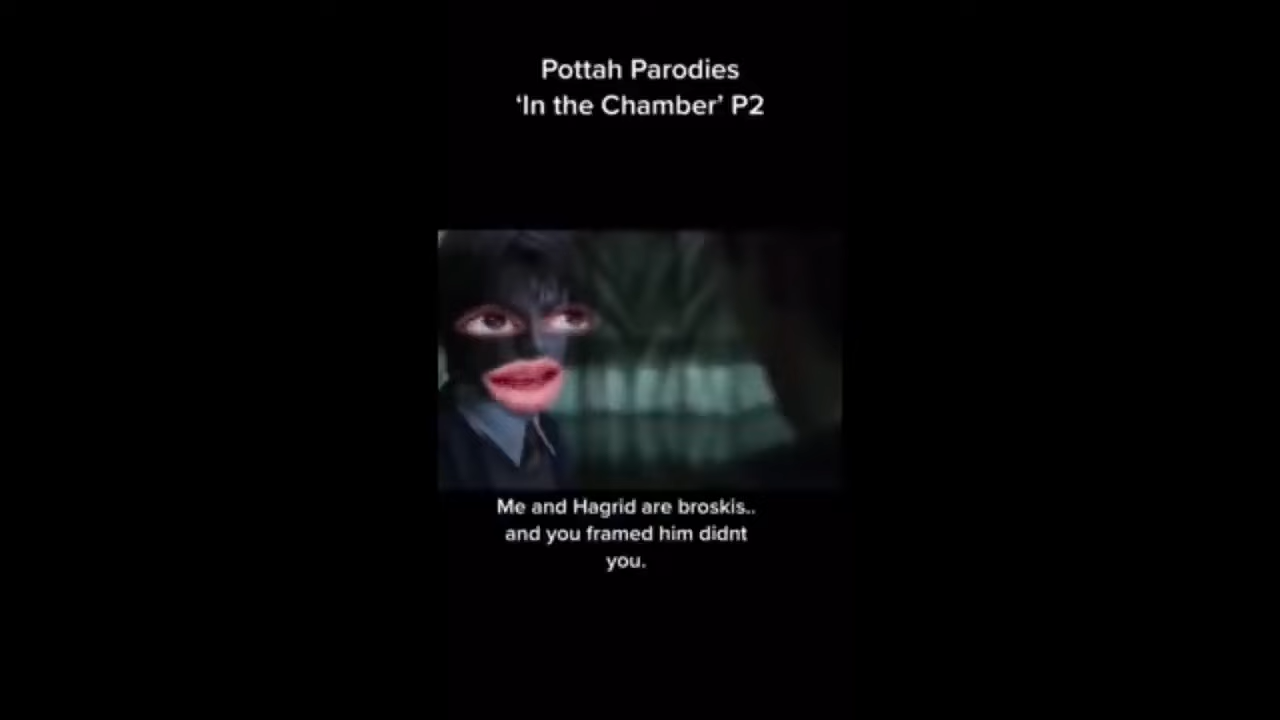 Pottah Parodies
‘In the Chamber’ P2
Me and Hagrid are broskis..
and you framed him didnt
you.